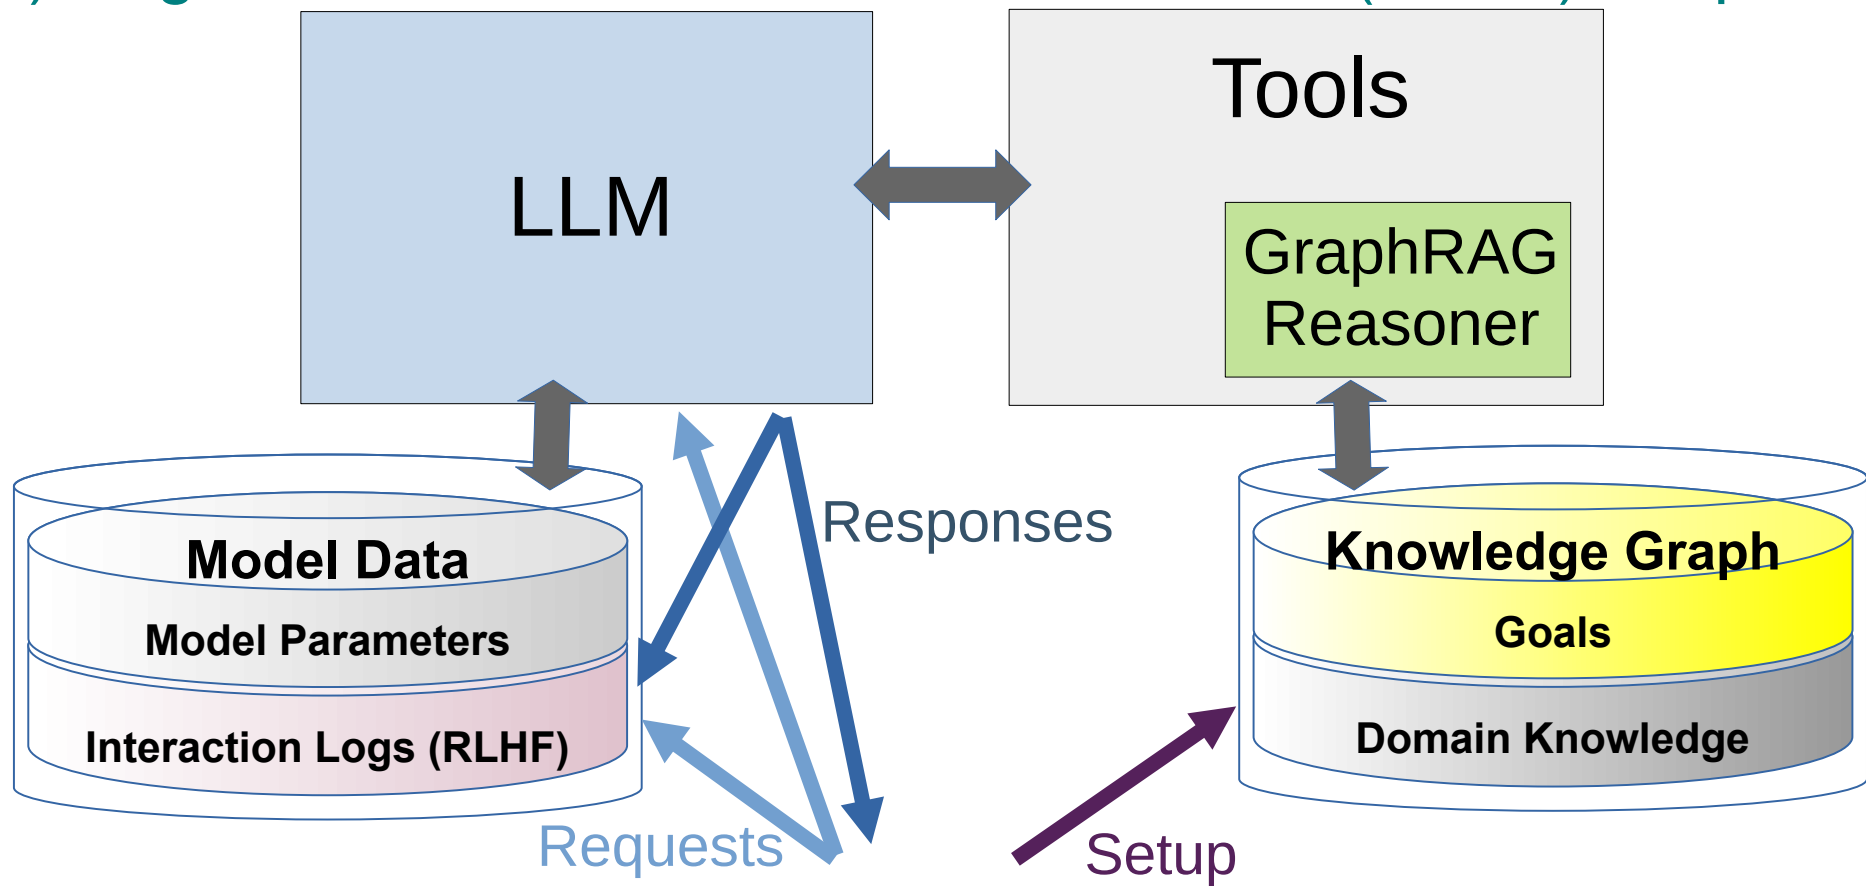 LLM
Tools
GraphRAG
Reasoner
Responses
Model Data
Model Parameters
Interaction Logs (RLHF)
Knowledge Graph
Goals
Domain Knowledge
Requests
Setup